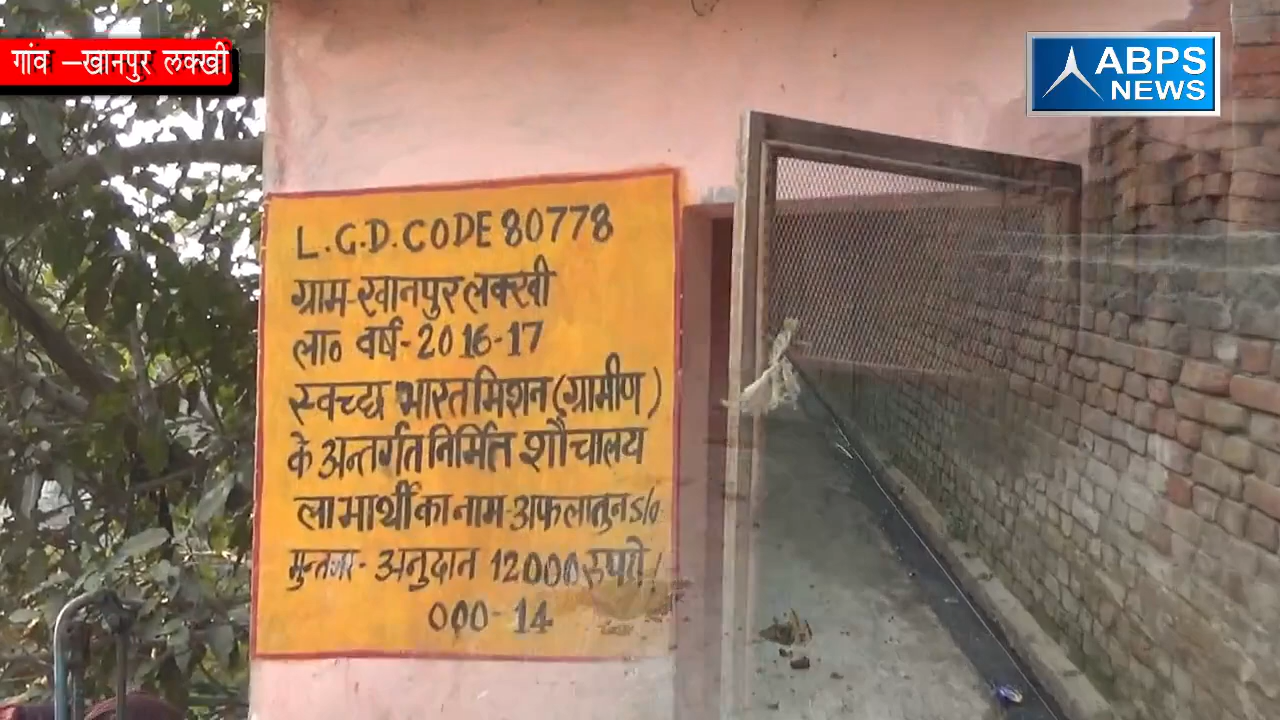 गांव –खानपुर लक्खी
ABPS
NEWS
L.G.D.CODE 80778
ग्राम-खानपुर लक्खी
ला० वर्ष-2016-17
स्वच्छ भारत मिशन (ग्रामीण)
के अन्तर्गत निर्मित शौचालय
लाभार्थी का नाम-अफलातुन S/o
- अनुदान 12000 रुपये/
000-14